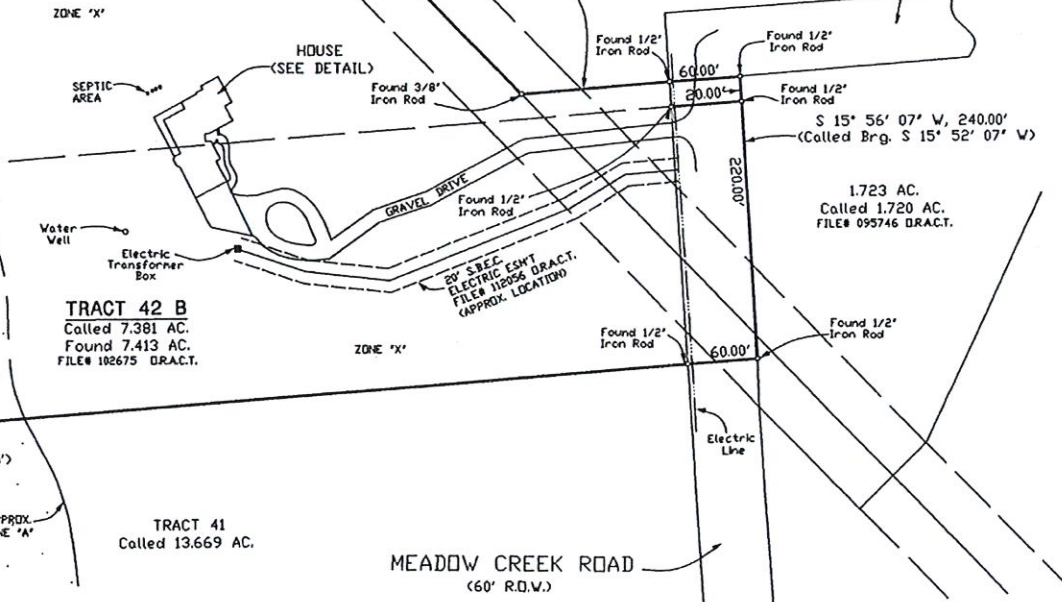 ZONE "X"
HOUSE
(SEE DETAIL)
SEPTIC
AREA
Found 3/8"
Iron Rod
Found 1/2"
Iron Rod
Found 1/2"
Iron Rod
60.00'
20.00'
Found 1/2"
Iron Rod
S 15° 56' 07" W, 240.00'
(Called Brg. S 15° 52' 07" W)
220.00'
1.723 AC.
Called 1.720 AC.
FILE# 095746 O.R.A.C.T.
GRAVEL DRIVE
Found 1/2"
Iron Rod
Water
Well
Electric
Transformer
Box
20' S.B.E.C.
ELECTRIC ESM'T
FILE# 112056 O.R.A.C.T.
(APPROX. LOCATION)
TRACT 42 B
Called 7.381 AC.
Found 7.413 AC.
FILE# 102675 O.R.A.C.T.
ZONE "X"
Found 1/2"
Iron Rod
60.00'
Found 1/2"
Iron Rod
Electric
Line
TRACT 41
Called 13.669 AC.
MEADOW CREEK ROAD
(60' R.O.W.)